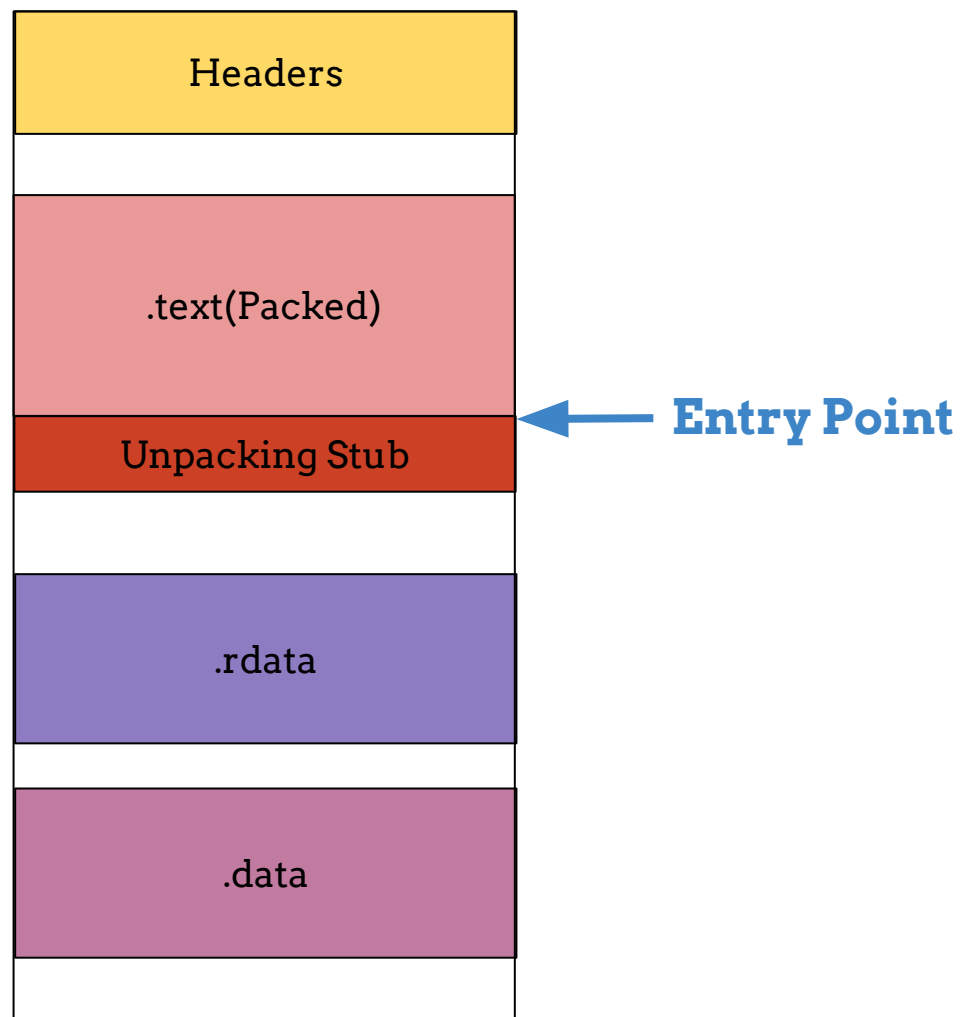 Headers
.text(Packed)
Entry Point
Unpacking Stub
.rdata
.data